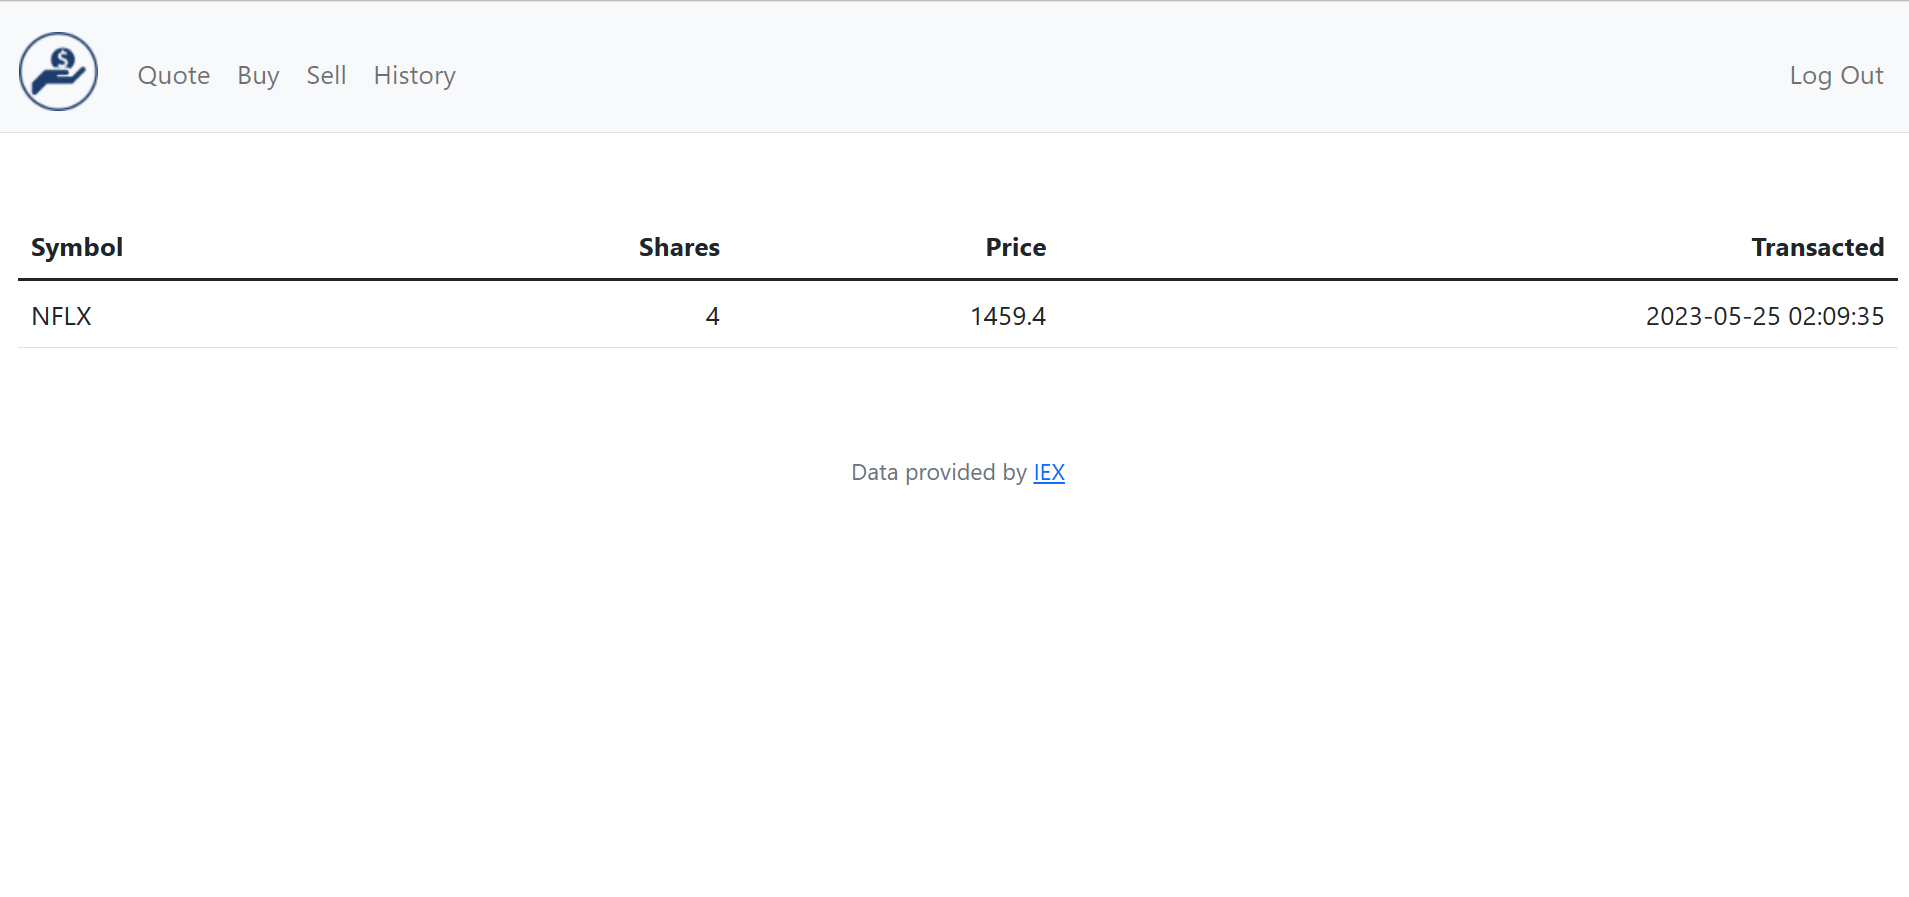 $
Quote Buy Sell History Log Out
Symbol Shares Price Transacted
NFLX 4 1459.4 2023-05-25 02:09:35
Data provided by IEX